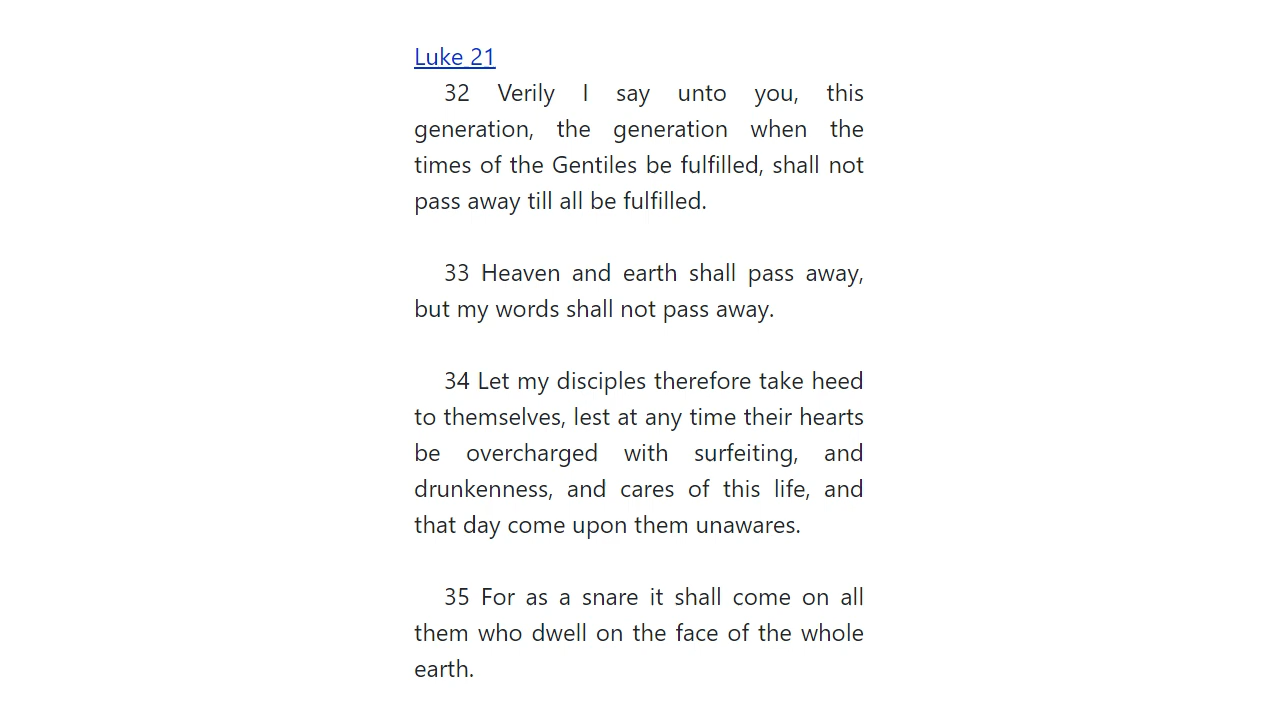 Luke 21
32 Verily I say unto you, this
generation, the generation when the
times of the Gentiles be fulfilled, shall not
pass away till all be fulfilled.
33 Heaven and earth shall pass away,
but my words shall not pass away.
34 Let my disciples therefore take heed
to themselves, lest at any time their hearts
be overcharged with surfeiting, and
drunkenness, and cares of this life, and
that day come upon them unawares.
35 For as a snare it shall come on all
them who dwell on the face of the whole
earth.